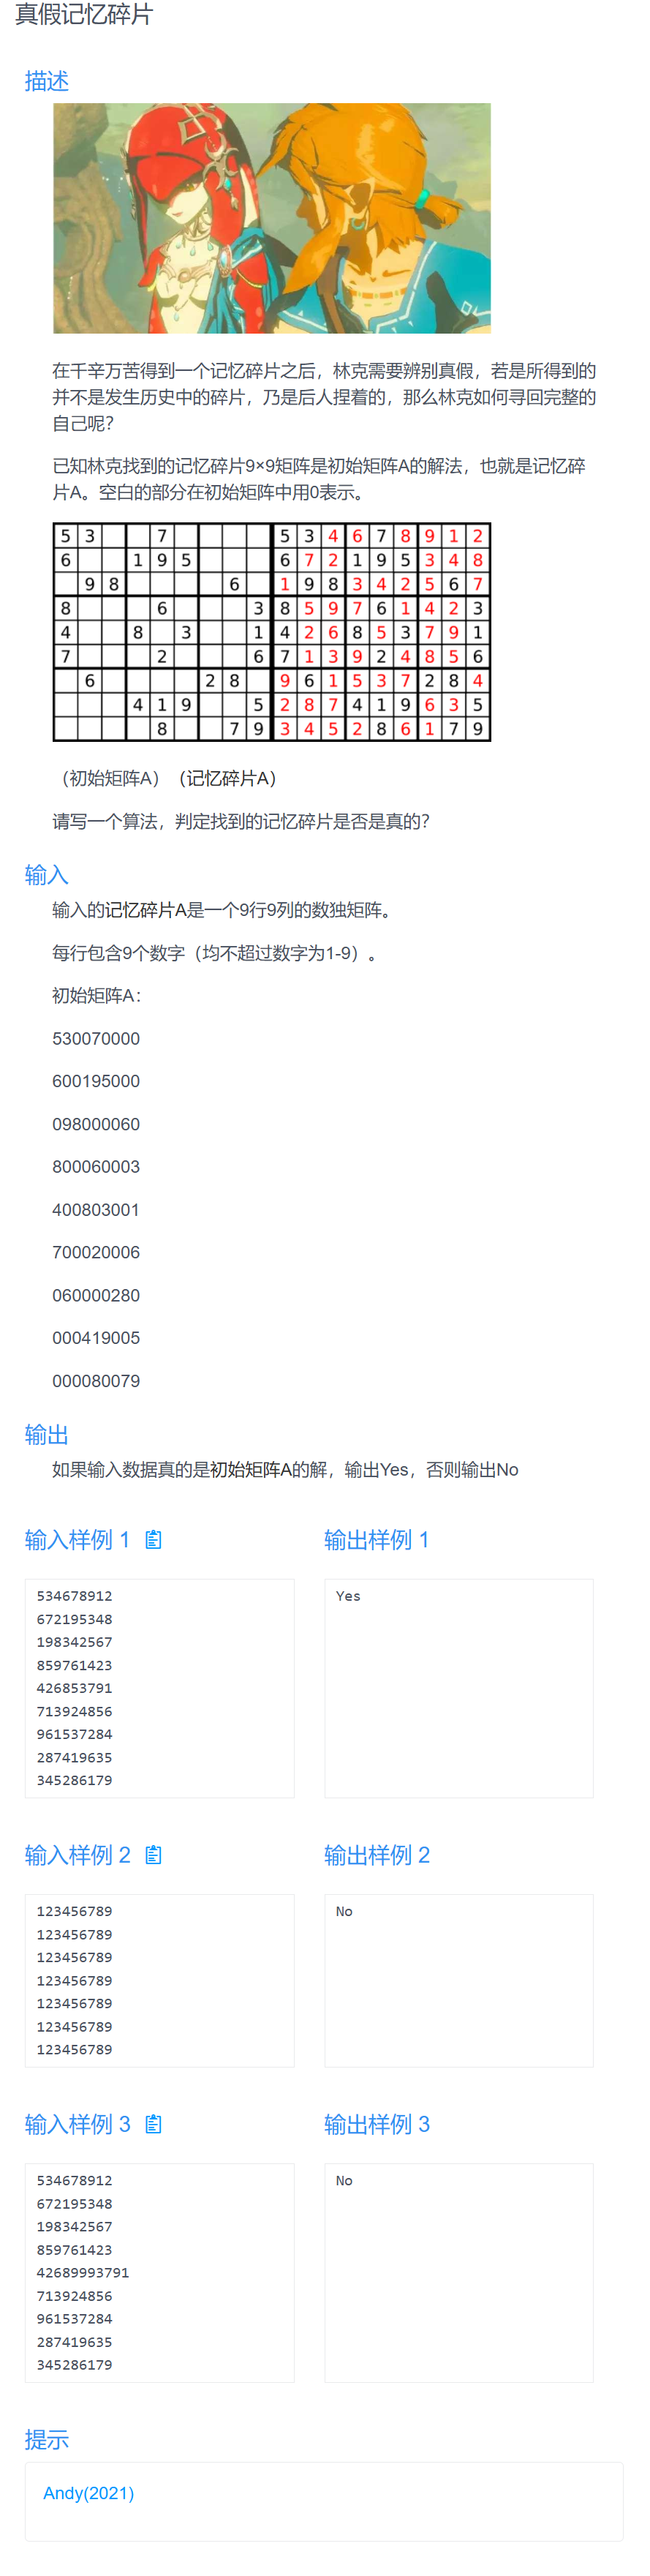 真假记忆碎片
描述
在千辛万苦得到一个记忆碎片之后，林克需要辨别真假，若是所得到的
并不是发生历史中的碎片，乃是后人捏着的，那么林克如何寻回完整的
自己呢？
已知林克找到的记忆碎片9×9矩阵是初始矩阵A的解法，也就是记忆碎
片A。空白的部分在初始矩阵中用0表示。
5 3 7 5 3 4 6 7 8 9 1 2
6 1 9 5 6 7 2 1 9 5 3 4 8
9 8 6 1 9 8 3 4 2 5 6 7
8 6 3 8 5 9 7 6 1 4 2 3
4 8 3 1 4 2 6 8 5 3 7 9 1
7 2 6 7 1 3 9 2 4 8 5 6
6 2 8 9 6 1 5 3 7 2 8 4
4 1 9 5 2 8 7 4 1 9 6 3 5
8 7 9 3 4 5 2 8 6 1 7 9
（初始矩阵A）（记忆碎片A）
请写一个算法，判定找到的记忆碎片是否是真的？
输入
输入的记忆碎片A是一个9行9列的数独矩阵。
每行包含9个数字（均不超过数字为1-9）。
初始矩阵A：
530070000
600195000
098000060
800060003
400803001
700020006
060000280
000419005
000080079
输出
如果输入数据真的是初始矩阵A的解，输出Yes，否则输出No
输入样例 1 输出样例 1
534678912 Yes
672195348
198342567
859761423
426853791
713924856
961537284
287419635
345286179
输入样例 2 输出样例 2
123456789 No
123456789
123456789
123456789
123456789
123456789
123456789
输入样例 3 输出样例 3
534678912 No
672195348
198342567
859761423
42689993791
713924856
961537284
287419635
345286179
提示
Andy(2021)